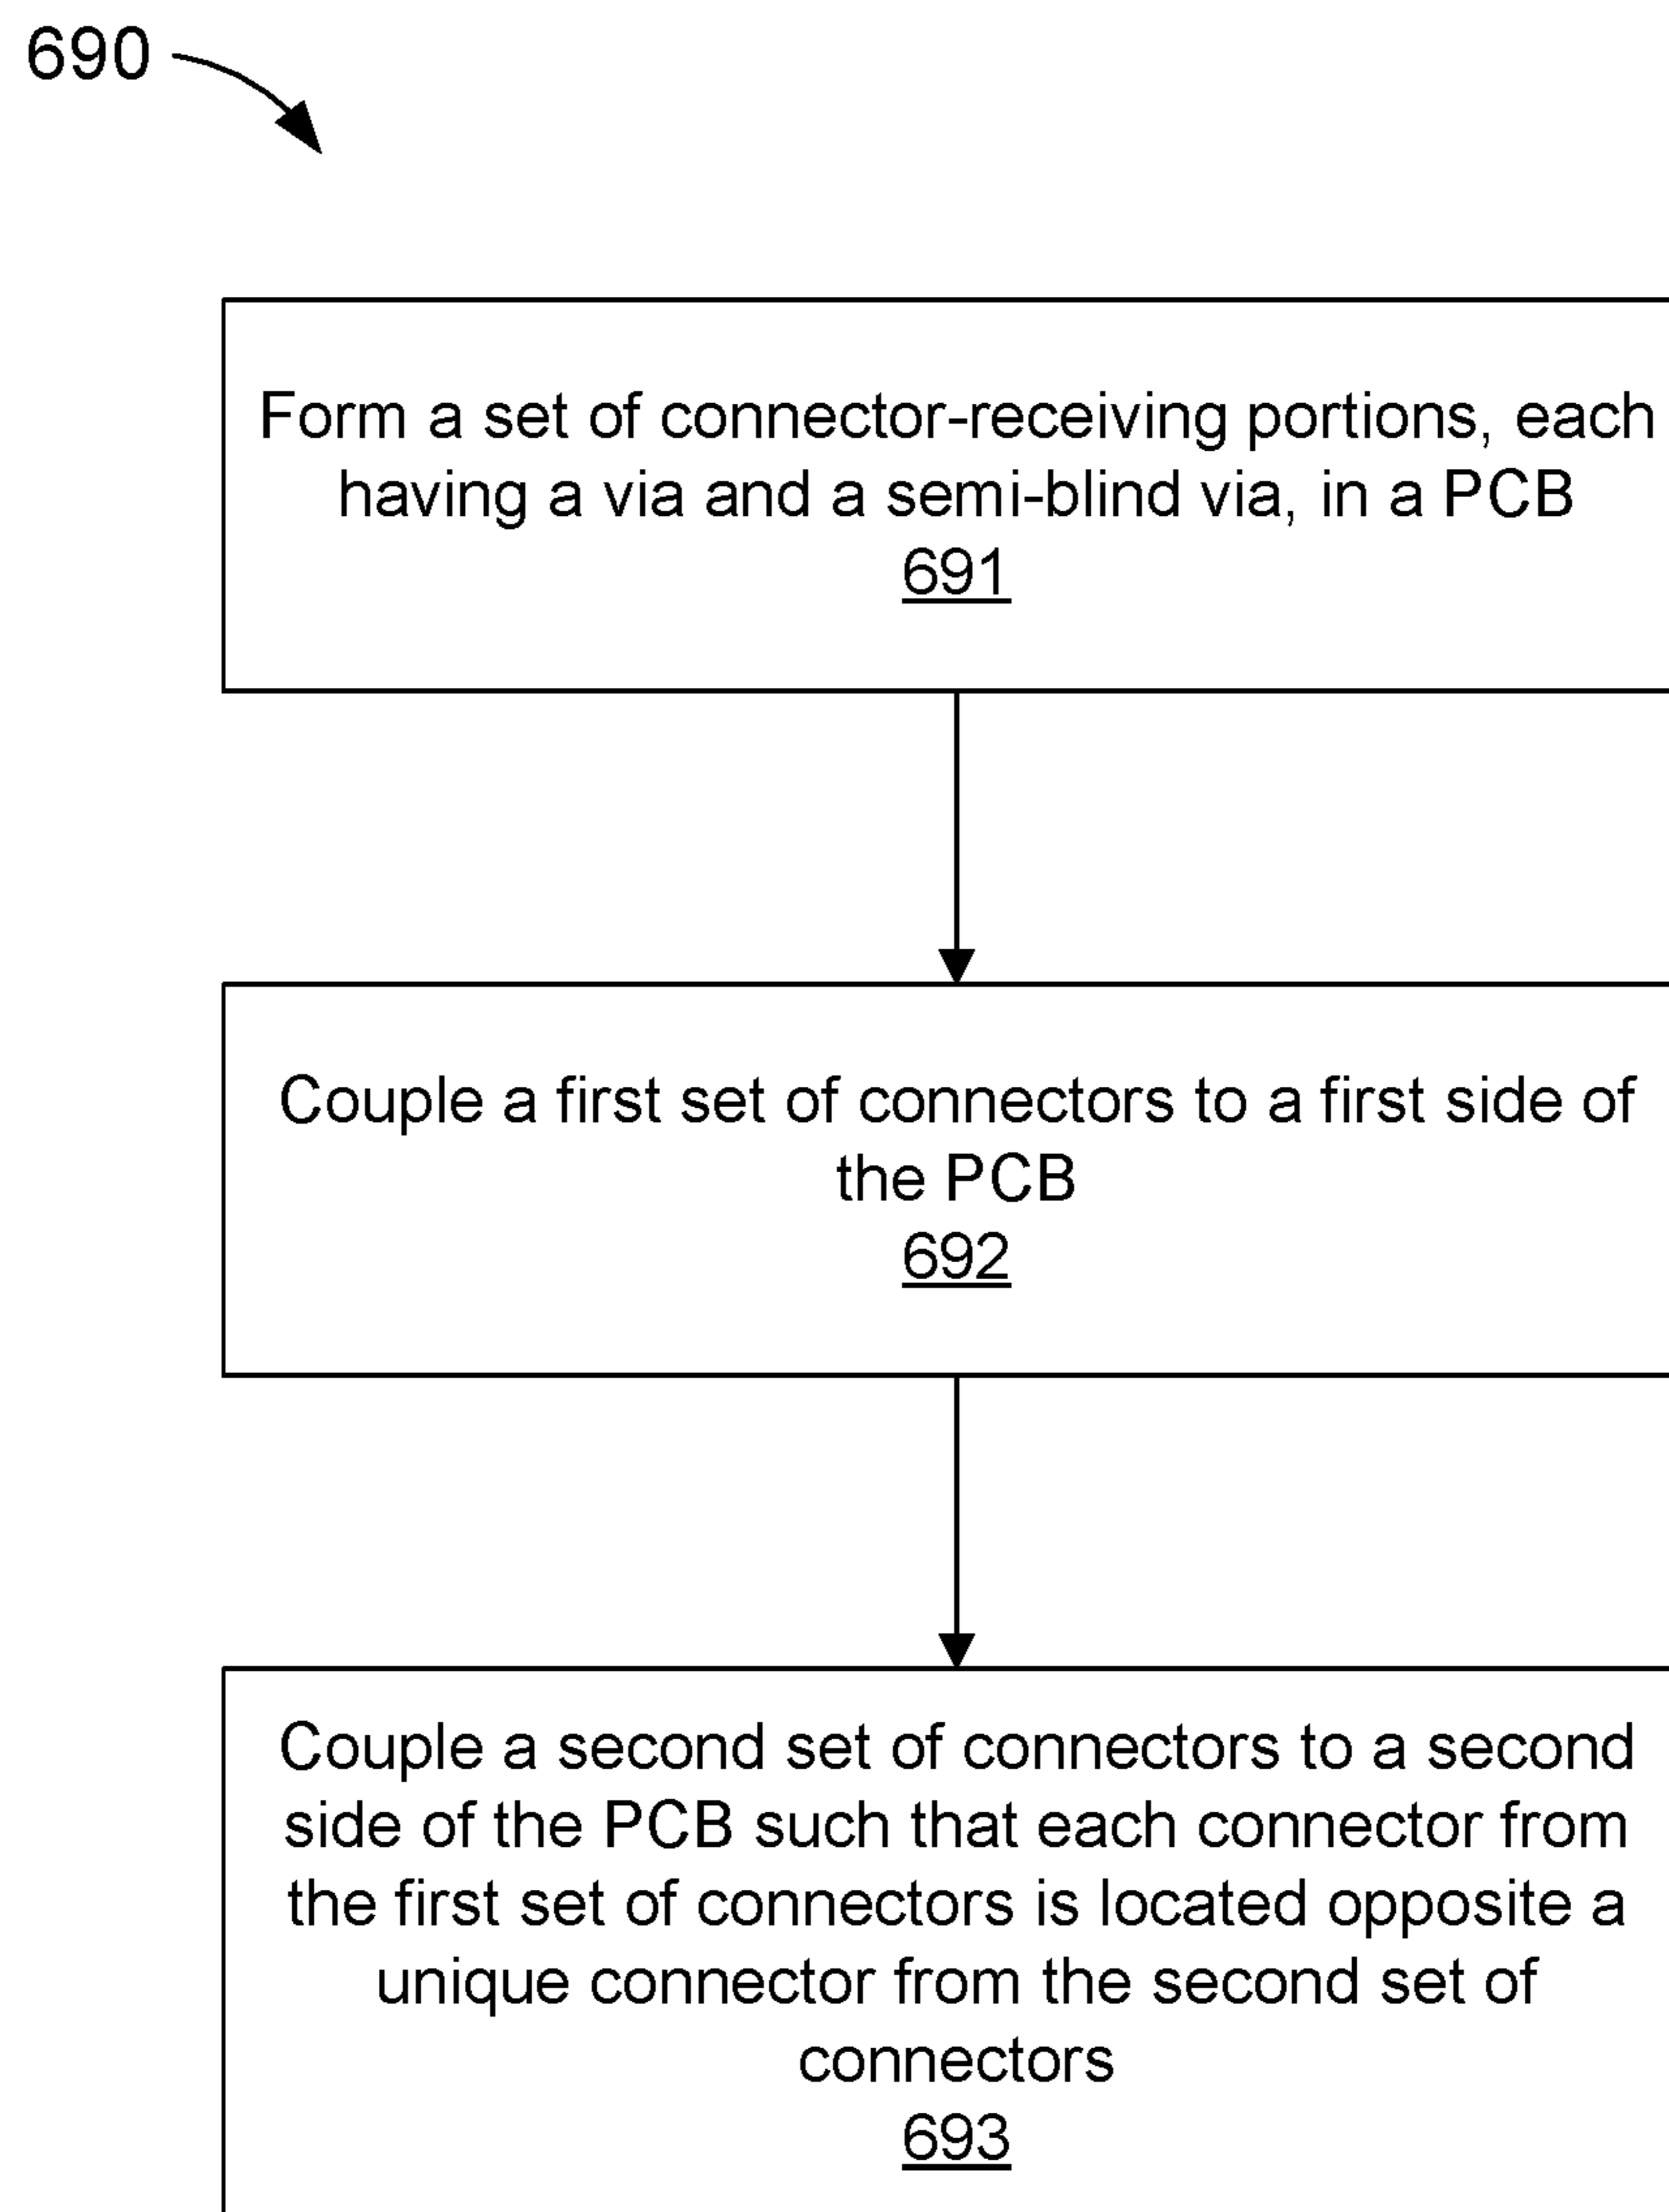 690
Form a set of connector-receiving portions, each
having a via and a semi-blind via, in a PCB
691
Couple a first set of connectors to a first side of
the PCB
692
Couple a second set of connectors to a second
side of the PCB such that each connector from
the first set of connectors is located opposite a
unique connector from the second set of
connectors
693